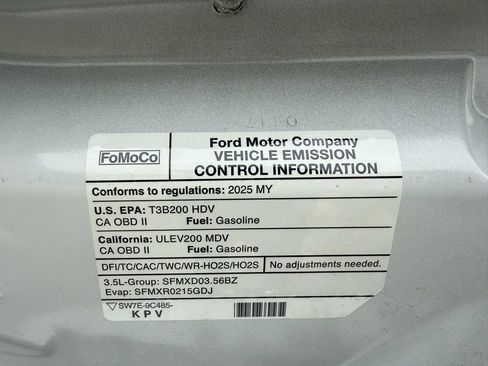 FoMoCo
Ford Motor Company
VEHICLE EMISSION
CONTROL INFORMATION
Conforms to regulations: 2025 MY
U.S. EPA: T3B200 HDV
CA OBD II Fuel: Gasoline
California: ULEV200 MDV
CA OBD II Fuel: Gasoline
DFI/TC/CAC/TWC/WR-HO2S/HO2S No adjustments needed.
3.5L-Group: SFMXD03.56BZ
Evap: SFMXR0215GDJ
SW7E-9C485-
KPV